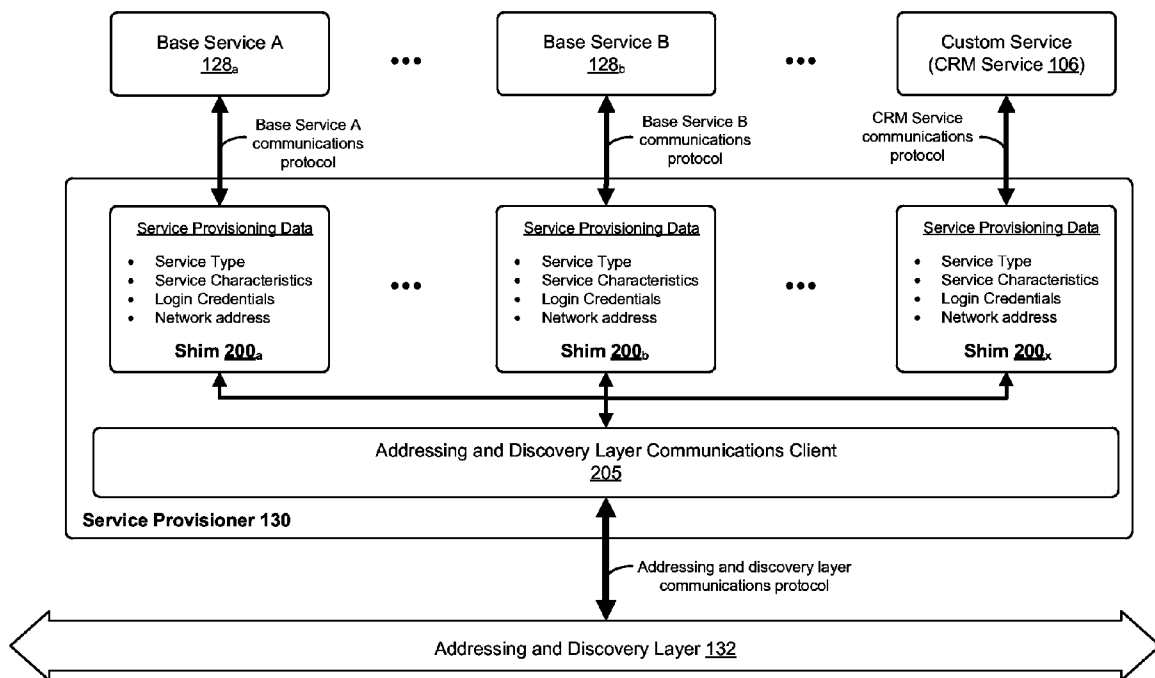 Base Service A
128a
•••
Base Service B
128b
•••
Custom Service
(CRM Service 106)
Base Service A
communications
protocol
Base Service B
communications
protocol
CRM Service
communications
protocol
Service Provisioning Data
• Service Type
• Service Characteristics
• Login Credentials
• Network address
Shim 200a
•••
Service Provisioning Data
• Service Type
• Service Characteristics
• Login Credentials
• Network address
Shim 200b
•••
Service Provisioning Data
• Service Type
• Service Characteristics
• Login Credentials
• Network address
Shim 200x
Addressing and Discovery Layer Communications Client
205
Service Provisioner 130
Addressing and discovery layer
communications protocol
Addressing and Discovery Layer 132